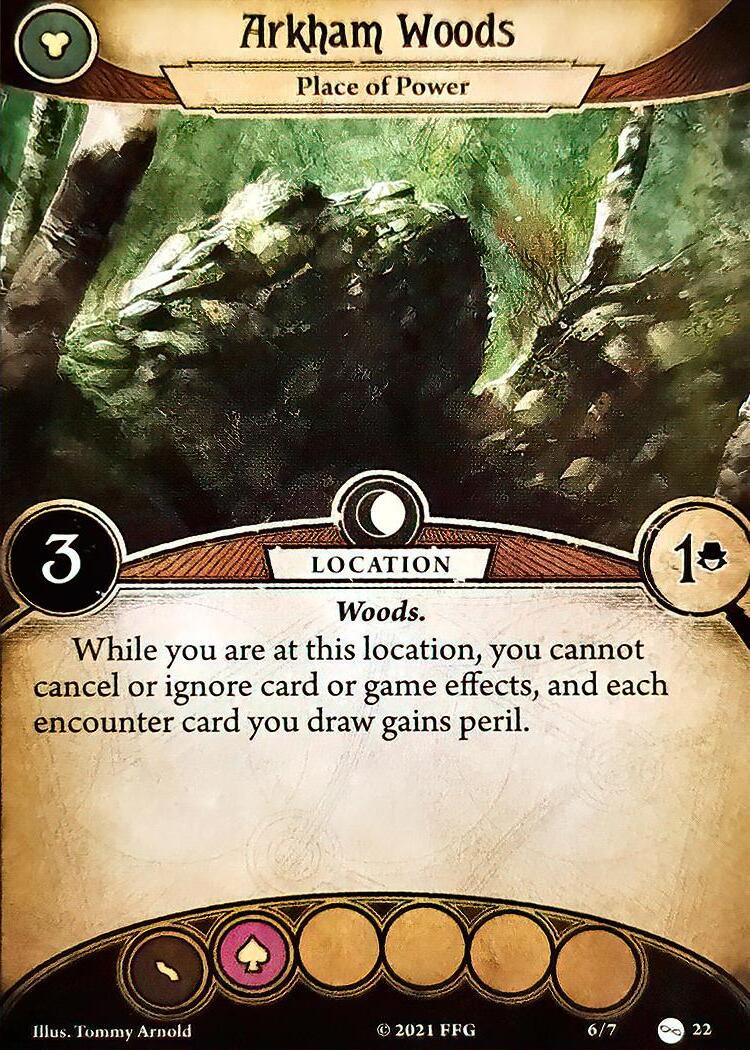 Arkham Woods
Place of Power
3
LOCATION
1
Woods.
While you are at this location, you cannot
cancel or ignore card or game effects, and each
encounter card you draw gains peril.
Illus. Tommy Arnold
© 2021 FFG
6/7
22